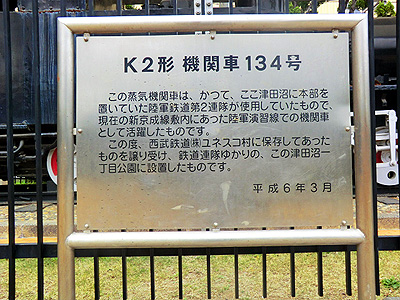 K2形 機関車134号
この蒸気機関車は、かつて、ここ津田沼に本部を
置いていた陸軍鉄道第2連隊が使用していたもので、
現在の新京成線敷内にあった陸軍演習線での機関車
として活躍したものです。
この度、西武鉄道㈱ユネスコ村に保存してあった
ものを譲り受け、鉄道連隊ゆかりの、この津田沼一
丁目公園に設置したものです。
平成6年3月